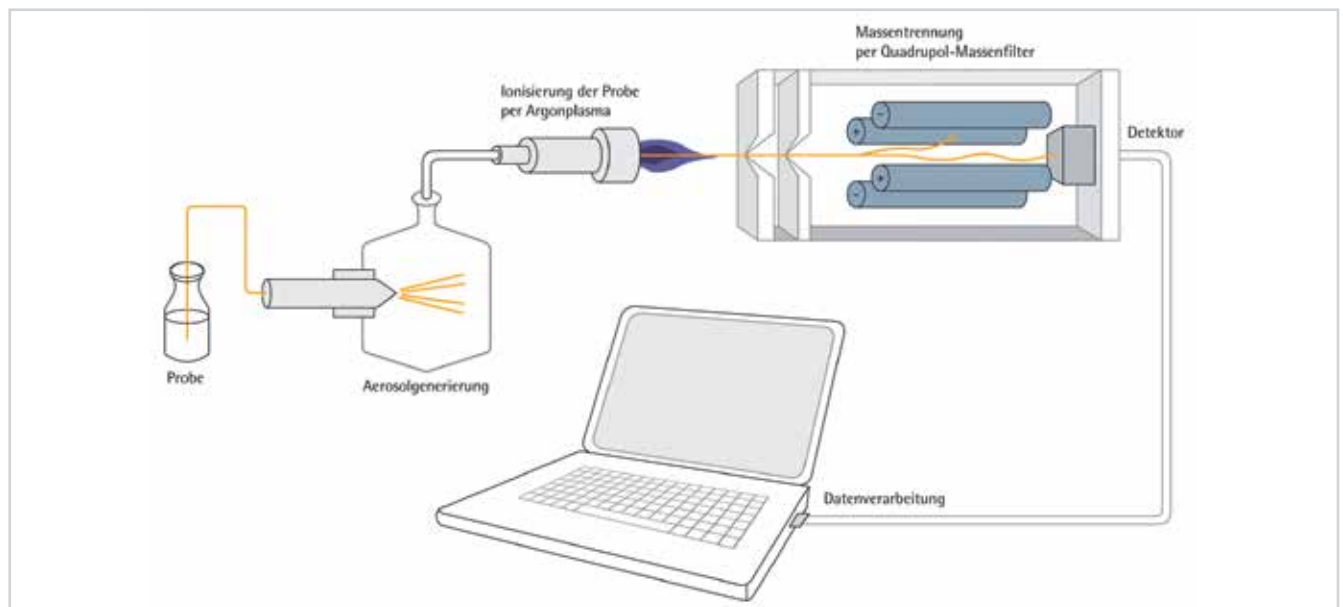 Massentrennung
per Quadrupol-Massenfilter
Ionisierung der Probe
per Argonplasma
Detektor
-
+
+
-
Probe
Aerosolgenerierung
Datenverarbeitung